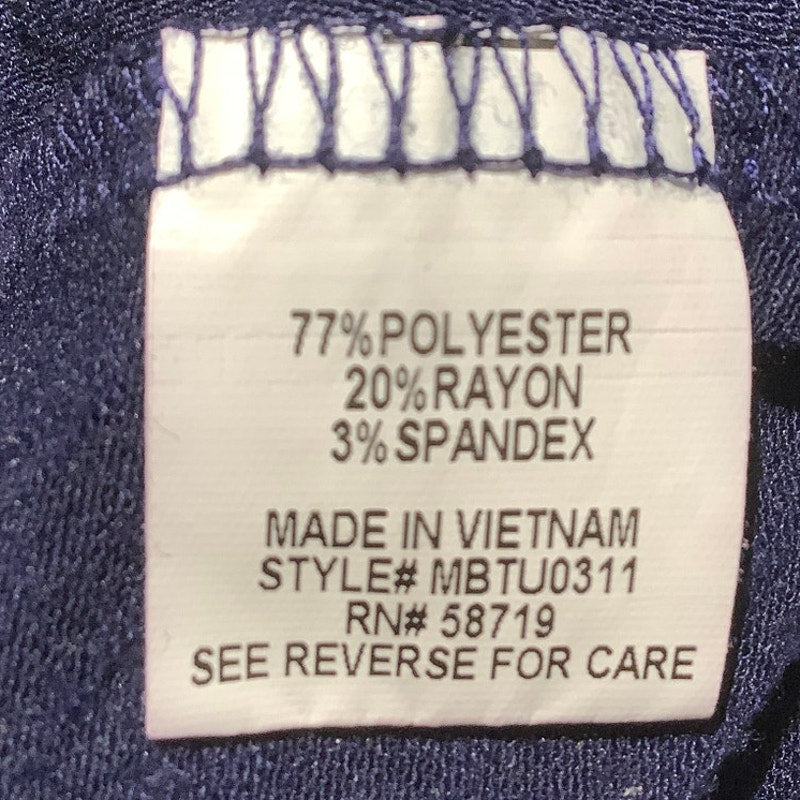 77% POLYESTER
20% RAYON
3% SPANDEX
MADE IN VIETNAM
STYLE# MBTU0311
RN# 58719
SEE REVERSE FOR CARE